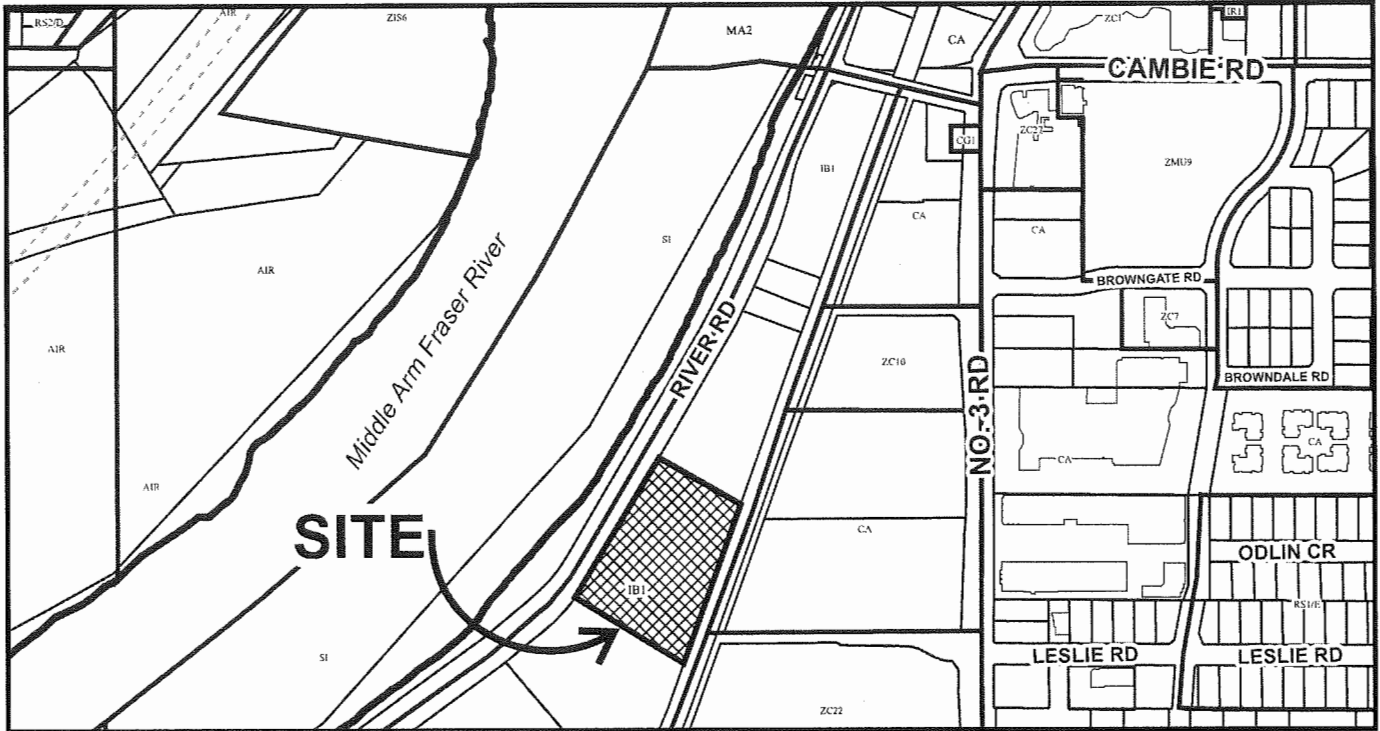 AIR
RS2/D
ZIS6
MA2
CA
ZC1
IR1
CAMBIE RD
CG1
ZC27
ZMU9
IB1
CA
SI
CA
AIR
BROWNGATE RD
ZC7
AIR
Middle Arm Fraser River
RIVER RD
ZC10
NO. 3 RD
BROWNDALE RD
CA
CA
AIR
SITE
CA
ODLIN CR
IB1
RS1/E
SI
LESLIE RD
LESLIE RD
ZC22